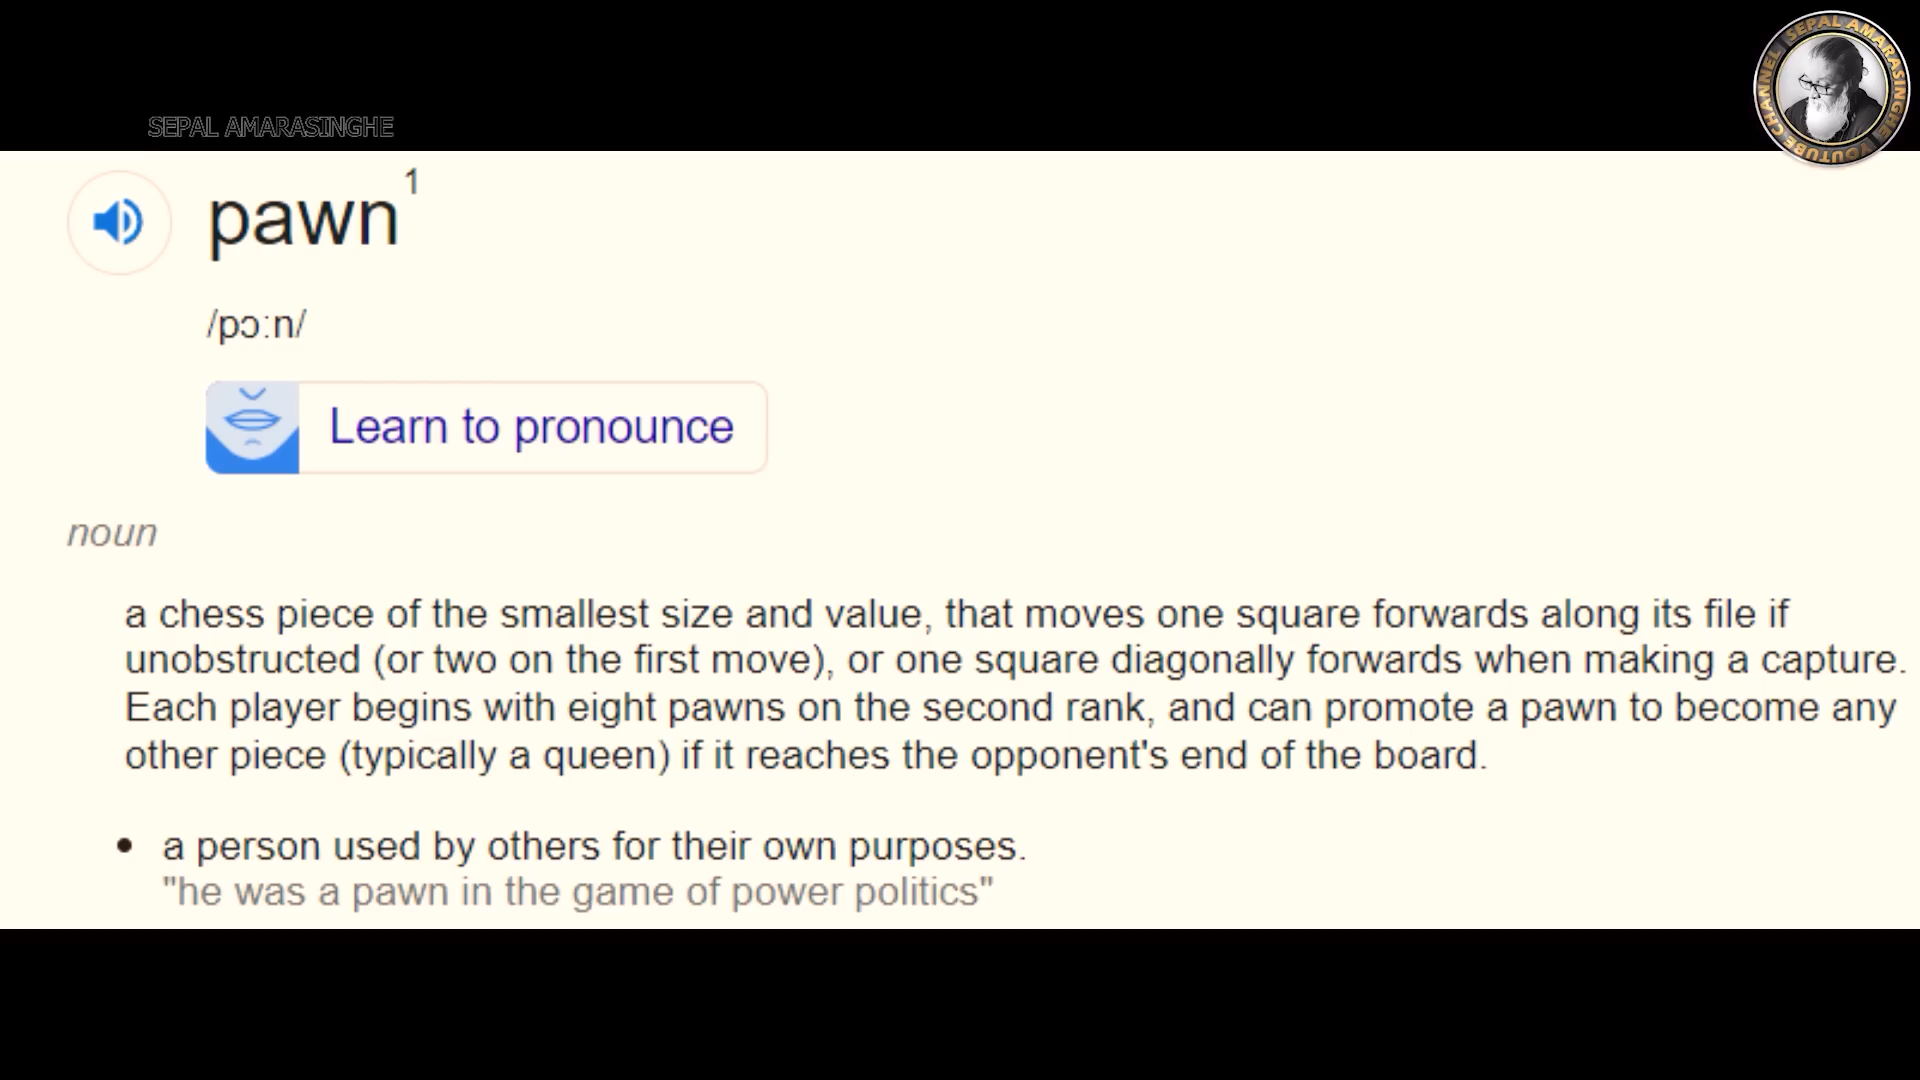 SEPAL AMARASINGHE
SEPAL AMARASINGHE YOUTUBE CHANNEL
pawn 1
/pɔːn/
Learn to pronounce
noun
a chess piece of the smallest size and value, that moves one square forwards along its file if
unobstructed (or two on the first move), or one square diagonally forwards when making a capture.
Each player begins with eight pawns on the second rank, and can promote a pawn to become any
other piece (typically a queen) if it reaches the opponent's end of the board.
• a person used by others for their own purposes.
"he was a pawn in the game of power politics"